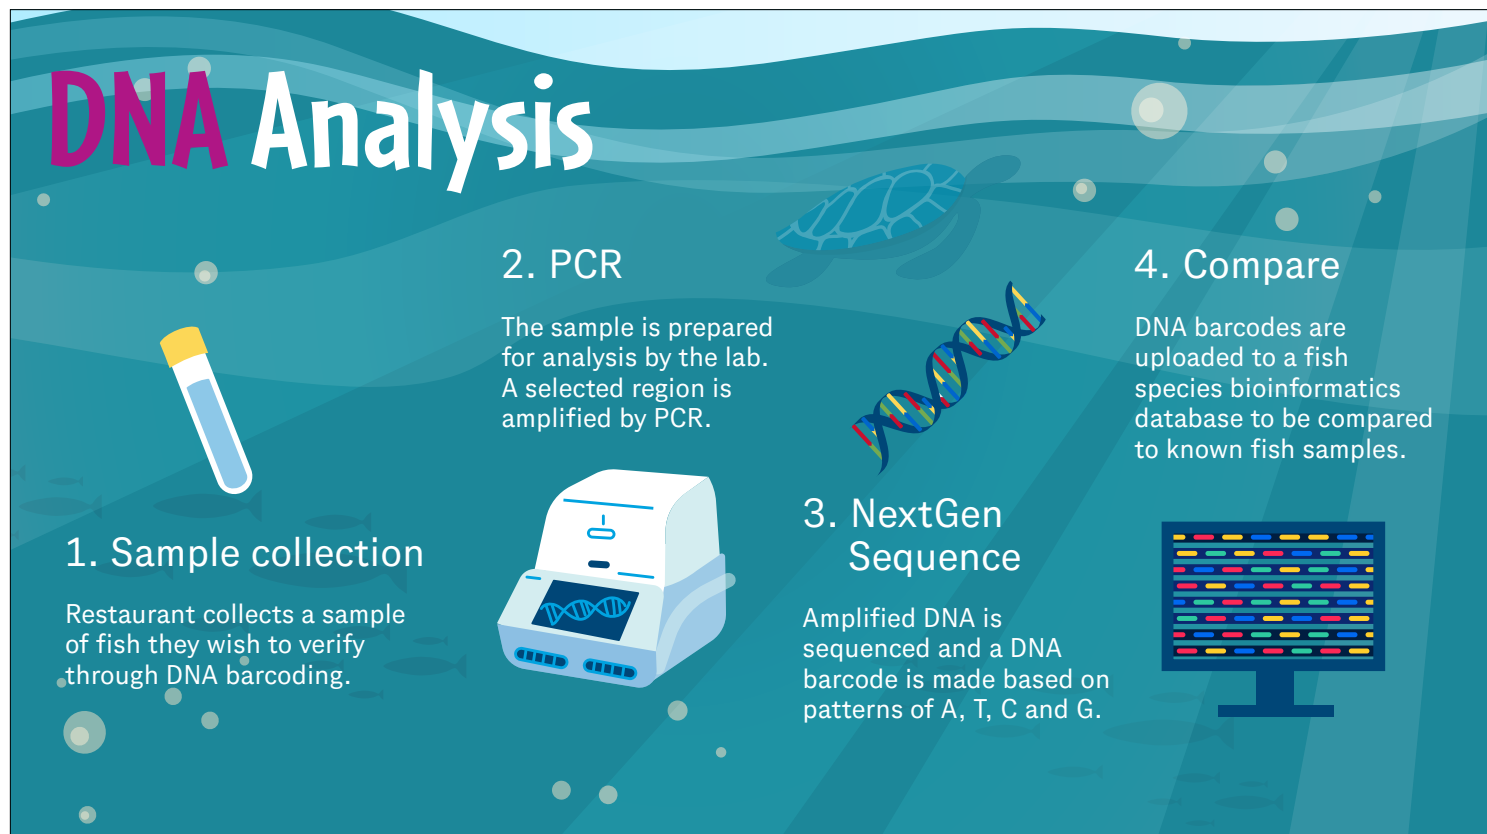 DNA Analysis
1. Sample collection
Restaurant collects a sample
of fish they wish to verify
through DNA barcoding.
2. PCR
The sample is prepared
for analysis by the lab.
A selected region is
amplified by PCR.
3. NextGen
Sequence
Amplified DNA is
sequenced and a DNA
barcode is made based on
patterns of A, T, C and G.
4. Compare
DNA barcodes are
uploaded to a fish
species bioinformatics
database to be compared
to known fish samples.